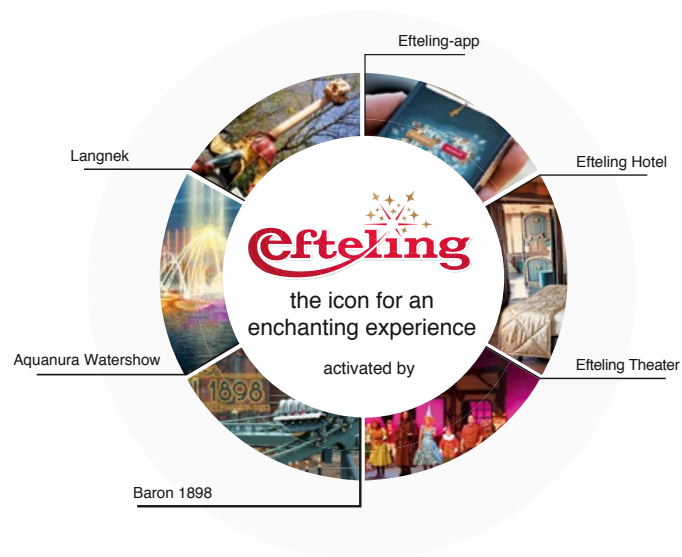 Efteling-app
Langnek
Efteling Hotel
efteling
the icon for an
enchanting experience
activated by
Aquanura Watershow
Efteling Theater
1898
Baron 1898